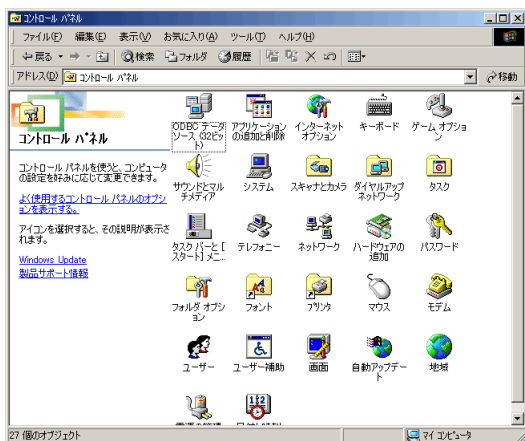 コントロール パネル
ファイル(F) 編集(E) 表示(V) お気に入り(A) ツール(T) ヘルプ(H)
戻る 検索 フォルダ 履歴
アドレス(D) コントロール パネル 移動
コントロール パネル
コントロール パネルを使うと、コンピュータ
の設定を好みに応じて変更できます。
よく使用するコントロール パネルのオプシ
ョンを表示する。
アイコンを選択すると、その説明が表示さ
れます。
Windows Update
製品サポート情報
ODBC データ
ソース (32ビッ
ト)
アプリケーション
の追加と削除
インターネット
オプション
キーボード
ゲーム オプショ
ン
サウンドとマル
チメディア
システム
スキャナとカメラ
ダイヤルアップ
ネットワーク
タスク
タスク バーと [
スタート] メニ...
テレフォニー
ネットワーク
ハードウェアの
追加
パスワード
フォルダ オプシ
ョン
フォント
プリンタ
マウス
モデム
ユーザー
ユーザー補助
画面
自動アップデー
ト
地域
27 個のオブジェクト
マイ コンピュータ